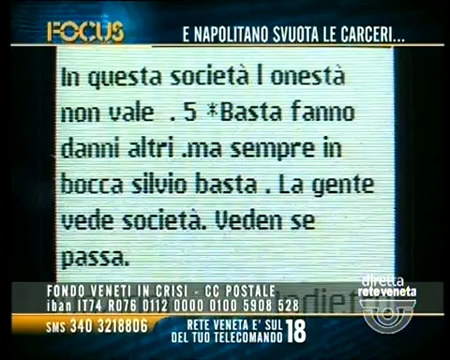 FOCUS
E NAPOLITANO SVUOTA LE CARCERI...
In questa società l onestà
non vale . 5 *Basta fanno
danni altri .ma sempre in
bocca silvio basta . La gente
vede società. Veden se
passa.
diretta
reteveneta
FONDO VENETI IN CRISI - CC POSTALE
iban IT74 R076 0112 0000 0100 5908 528
SMS 340 3218806
RETE VENETA E' SUL
DEL TUO TELECOMANDO 18